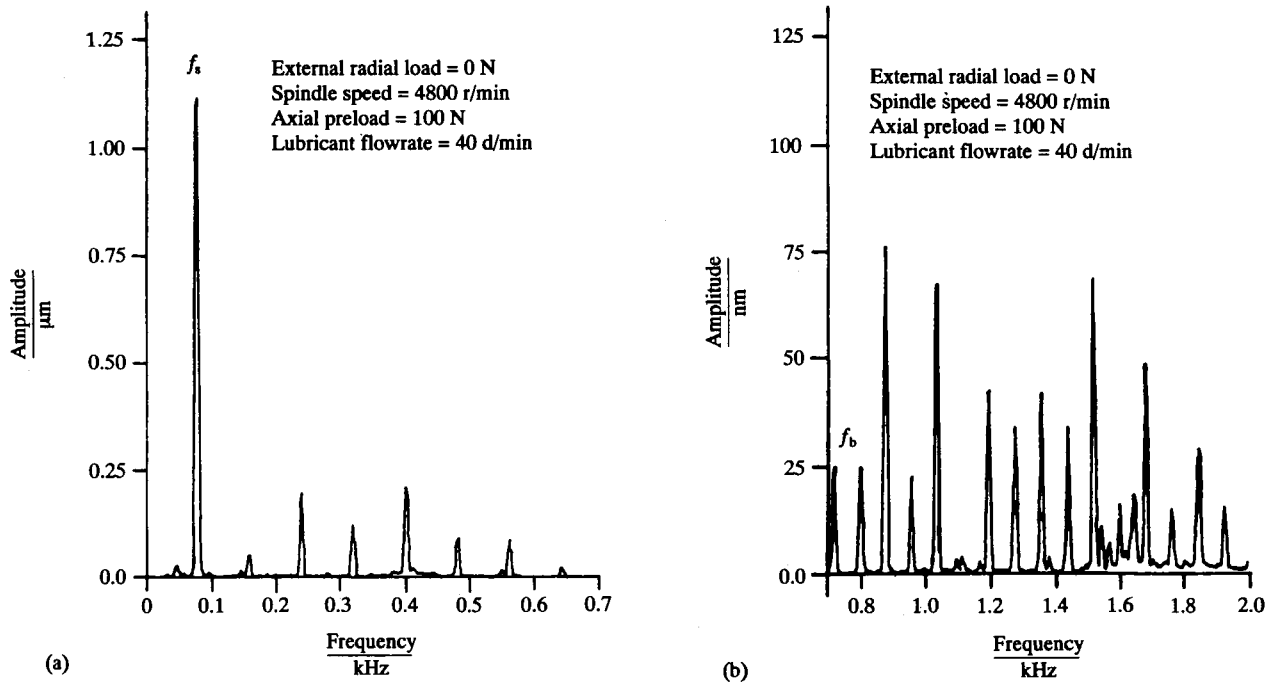 1.25
1.00
0.75
0.50
0.25
0.0
Amplitude
μm
fs
External radial load = 0 N
Spindle speed = 4800 r/min
Axial preload = 100 N
Lubricant flowrate = 40 d/min
0 0.1 0.2 0.3 0.4 0.5 0.6 0.7
Frequency
kHz
(a)
125
100
75
50
25
0.0
Amplitude
nm
External radial load = 0 N
Spindle speed = 4800 r/min
Axial preload = 100 N
Lubricant flowrate = 40 d/min
fb
0.8 1.0 1.2 1.4 1.6 1.8 2.0
Frequency
kHz
(b)